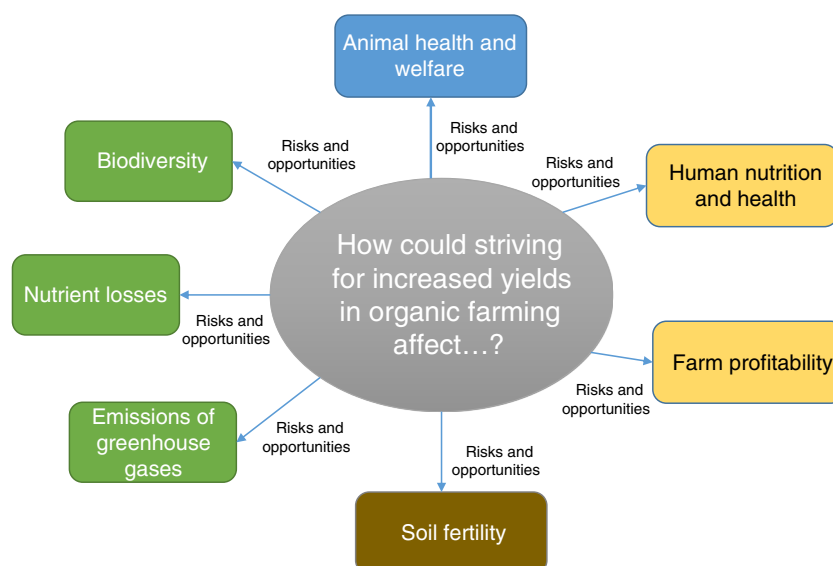 Animal health and
welfare
Risks and
opportunities
Biodiversity
Risks and
opportunities
Risks and
opportunities
Human nutrition
and health
How could striving
for increased yields
in organic farming
affect…?
Nutrient losses
Risks and
opportunities
Farm profitability
Risks and
opportunities
Emissions of
greenhouse
gases
Risks and
opportunities
Risks and
opportunities
Soil fertility